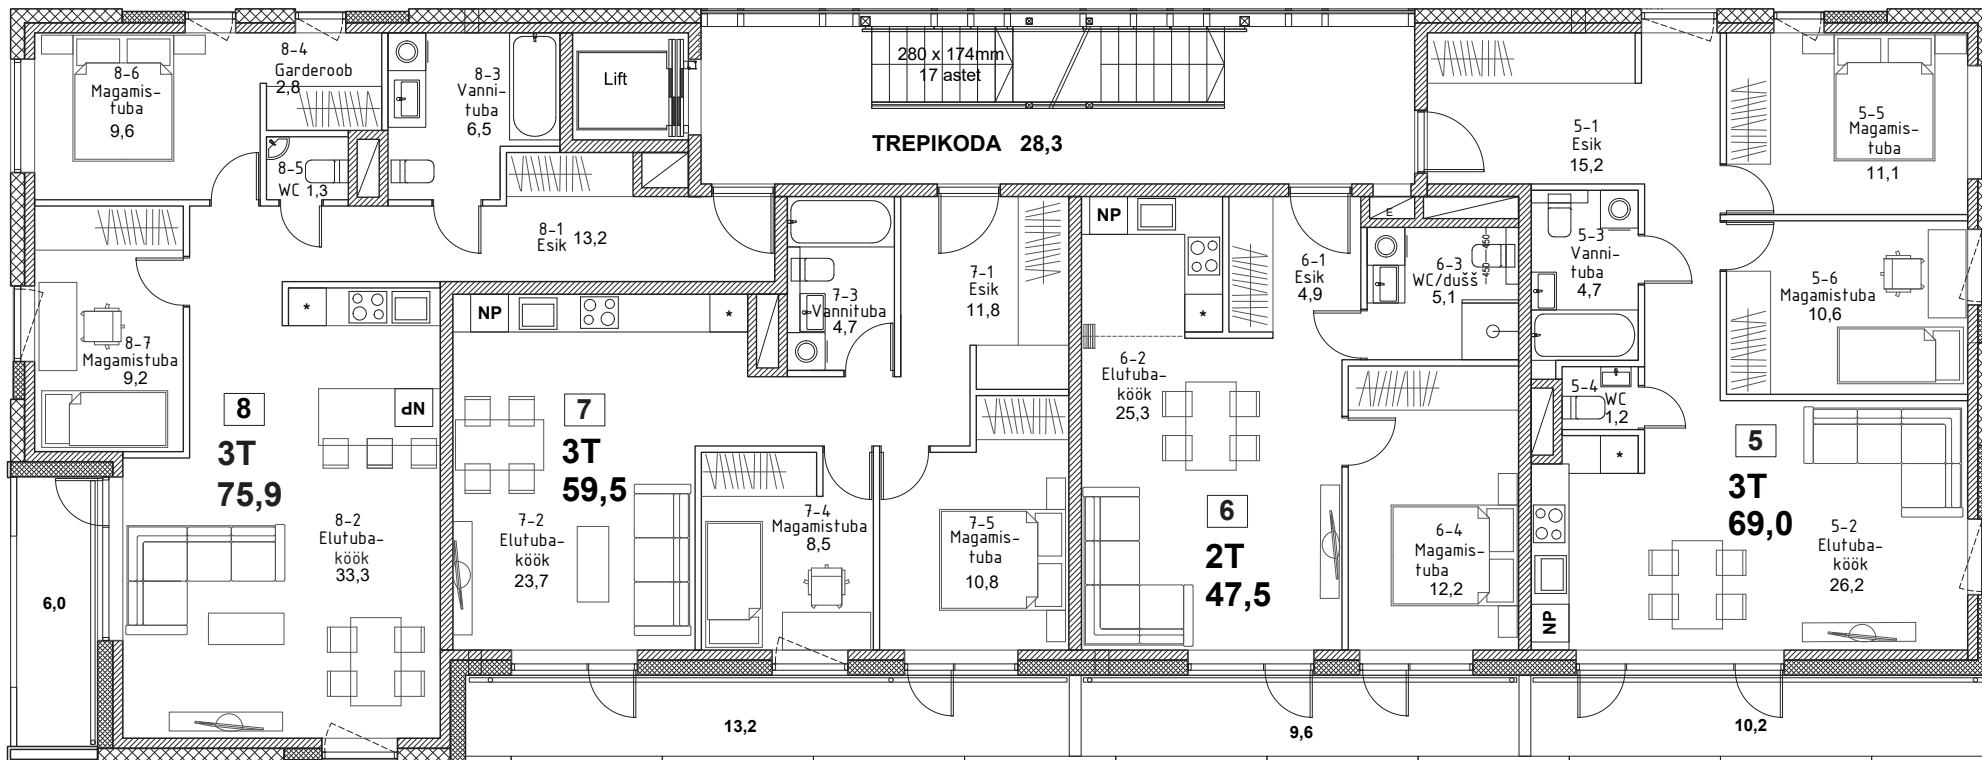 8-6
Magamis-
tuba
9,6
8-4
Garderoob
2,8
8-5
WC 1,3
8-3
Vanni-
tuba
6,5
Lift
280 x 174mm
17 astet
TREPIKODA 28,3
8-1
Esik 13,2
8-7
Magamistuba
9,2
*
NP
8
3T
75,9
8-2
Elutuba-
köök
33,3
6,0
NP
*
7-3
Vannituba
4,7
7-1
Esik
11,8
7
3T
59,5
7-2
Elutuba-
köök
23,7
7-4
Magamistuba
8,5
7-5
Magamis-
tuba
10,8
13,2
NP
*
6-1
Esik
4,9
E
6-3
WC/dušš
5,1
450
450
6-2
Elutuba-
köök
25,3
6
2T
47,5
6-4
Magamis-
tuba
12,2
9,6
5-1
Esik
15,2
5-5
Magamis-
tuba
11,1
5-3
Vanni-
tuba
4,7
5-6
Magamistuba
10,6
5-4
WC
1,2
*
5
3T
69,0
5-2
Elutuba-
köök
26,2
NP
10,2